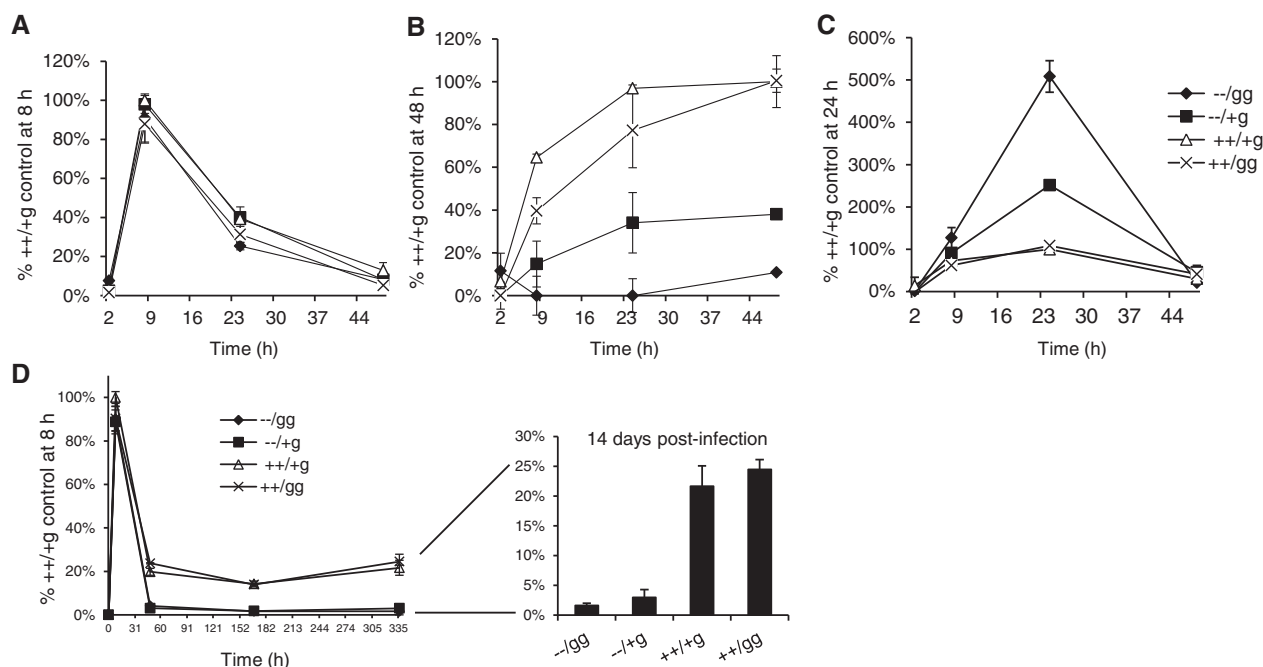 A
% ++/+g control at 8 h
120%
100%
80%
60%
40%
20%
0%
2 9 16 23 30 37 44
Time (h)
B
% ++/+g control at 48 h
120%
100%
80%
60%
40%
20%
0%
2 9 16 23 30 37 44
Time (h)
C
% ++/+g control at 24 h
600%
500%
400%
300%
200%
100%
0%
2 9 16 23 30 37 44
Time (h)
--/gg
--/+g
++/+g
++/gg
D
% ++/+g control at 8 h
100%
80%
60%
40%
20%
0%
0 31 60 91 121 152 182 213 244 274 305 335
Time (h)
--/gg
--/+g
++/+g
++/gg
14 days post-infection
30%
25%
20%
15%
10%
5%
0%
--/gg --/+g ++/+g ++/gg